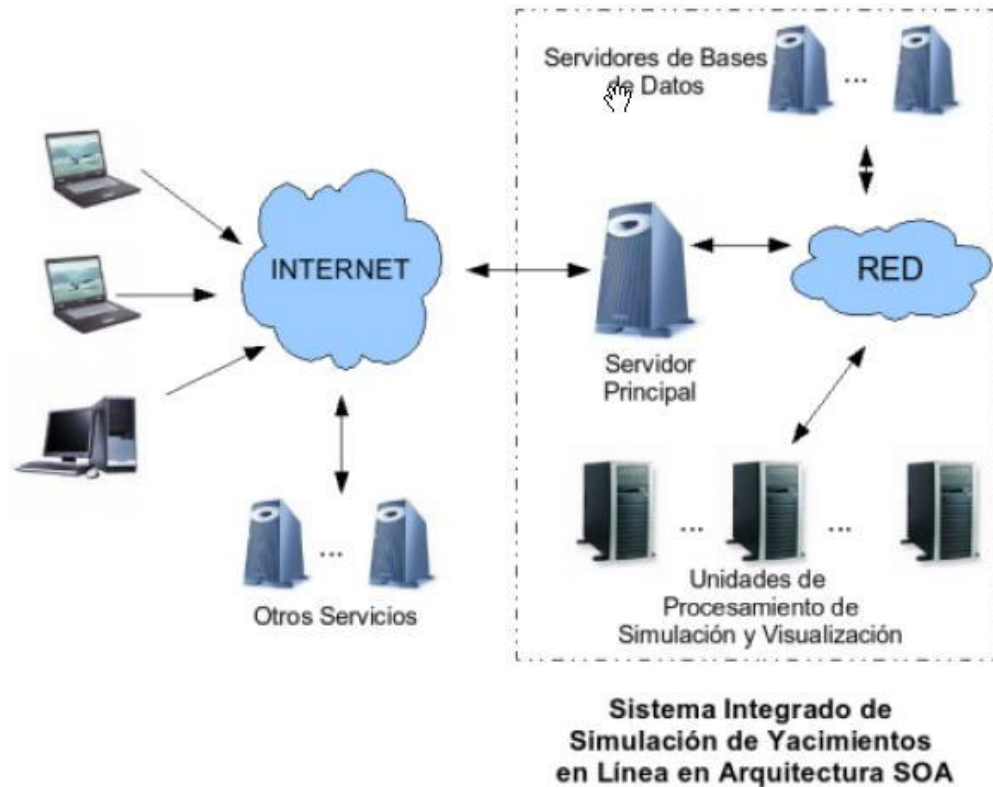 Servidores de Bases
de Datos
...
INTERNET
RED
Servidor
Principal
...
Otros Servicios
...
...
Unidades de
Procesamiento de
Simulación y Visualización
Sistema Integrado de
Simulación de Yacimientos
en Línea en Arquitectura SOA